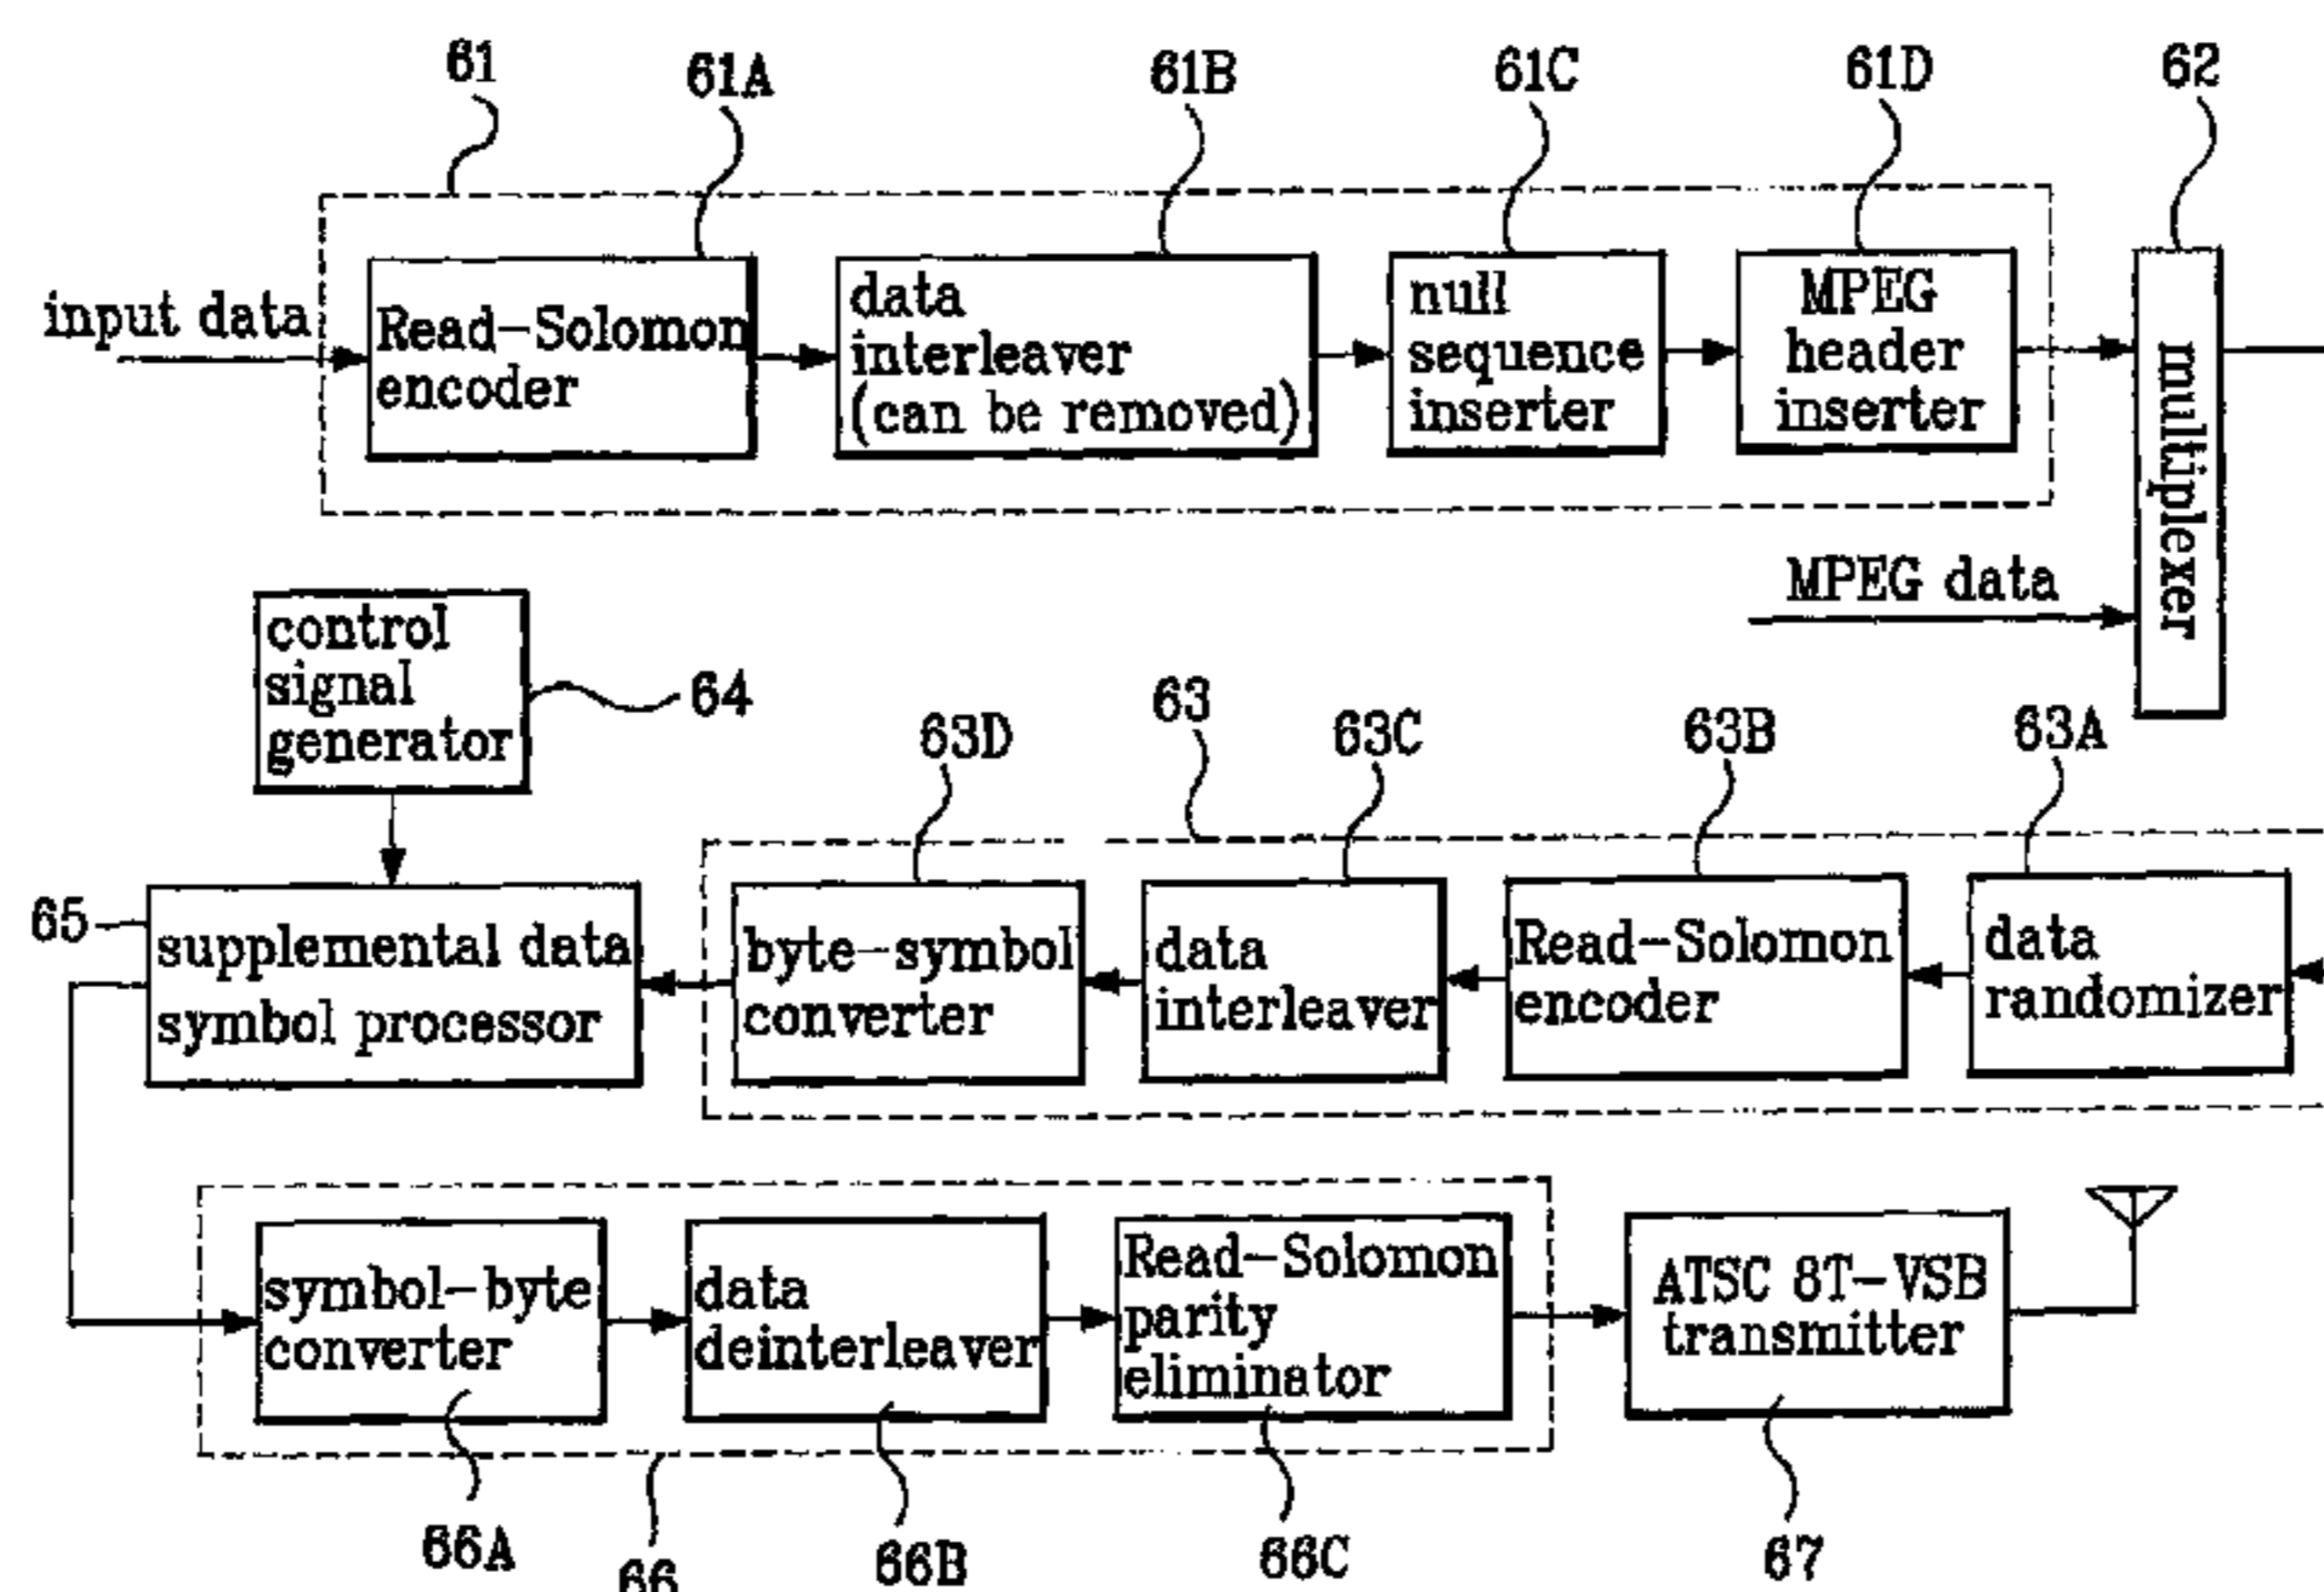 61
61A
61B
61C
61D
62
input data
Read-Solomon
encoder
data
interleaver
(can be removed)
null
sequence
inserter
MPEG
header
inserter
multiplexer
MPEG data
control
signal
generator
64
63
63D
63C
63B
63A
65
supplemental data
symbol processor
byte-symbol
converter
data
interleaver
Read-Solomon
encoder
data
randomizer
symbol-byte
converter
data
deinterleaver
Read-Solomon
parity
eliminator
ATSC 8T-VSB
transmitter
66A
66
66B
66C
67